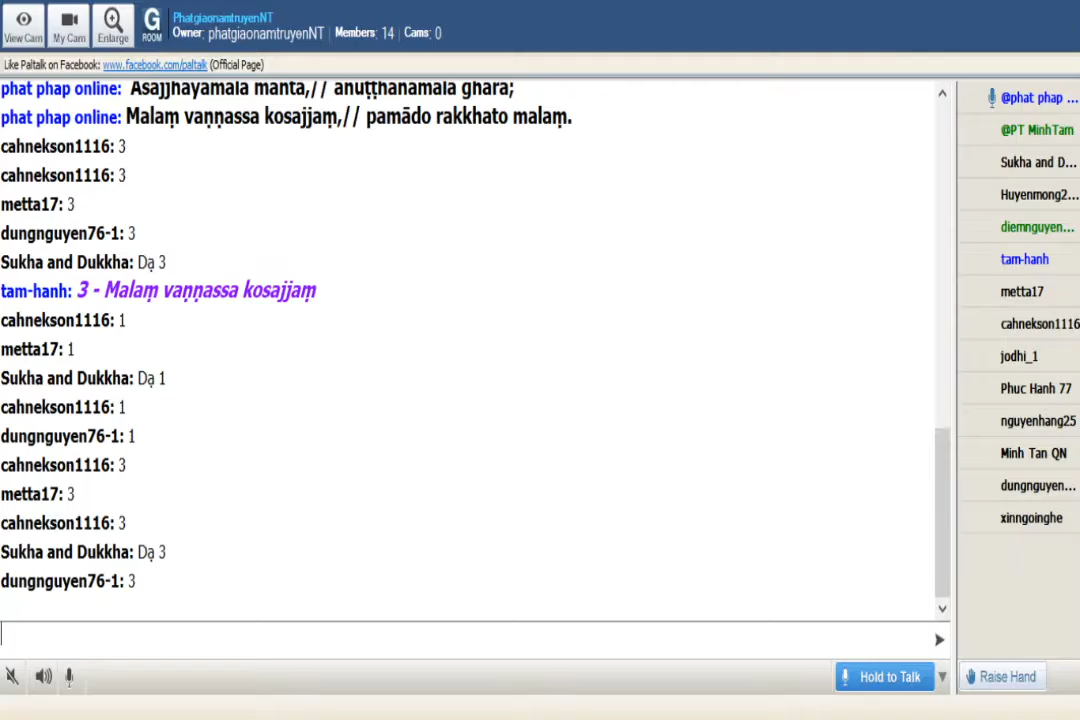 View Cam
My Cam
Enlarge
G
ROOM
PhatgiaonamtruyenNT
Owner: phatgiaonamtruyenNT | Members: 14 | Cams: 0
Like Paltalk on Facebook: www.facebook.com/paltalk (Official Page)
phat phap online: Asajjhāyamalā mantā,// anuṭṭhānamalā gharā;
phat phap online: Malaṃ vaṇṇassa kosajjaṃ,// pamādo rakkhato malaṃ.
cahnekson1116: 3
cahnekson1116: 3
metta17: 3
dungnguyen76-1: 3
Sukha and Dukkha: Dạ 3
tam-hanh: 3 - Malaṃ vaṇṇassa kosajjaṃ
cahnekson1116: 1
metta17: 1
Sukha and Dukkha: Dạ 1
cahnekson1116: 1
dungnguyen76-1: 1
cahnekson1116: 3
metta17: 3
cahnekson1116: 3
Sukha and Dukkha: Dạ 3
dungnguyen76-1: 3
@phat phap ...
@PT MinhTam
Sukha and D...
Huyenmong2...
diemnguyen...
tam-hanh
metta17
cahnekson1116
jodhi_1
Phuc Hanh 77
nguyenhang25
Minh Tan QN
dungnguyen...
xinngoinghe
Hold to Talk
Raise Hand